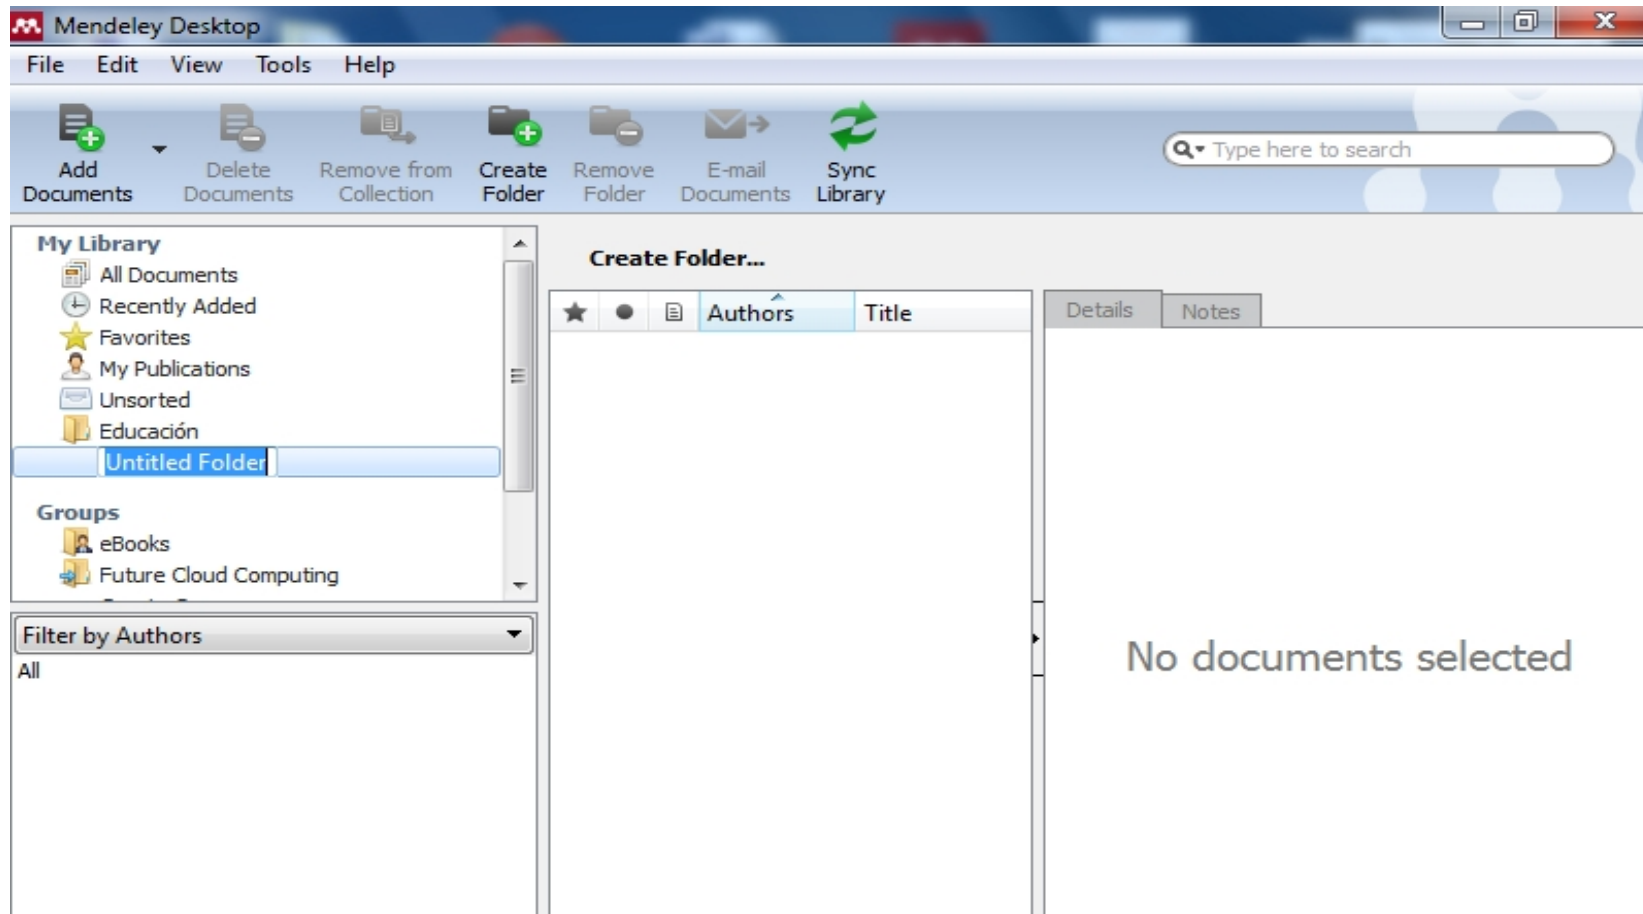 Mendeley Desktop
File Edit View Tools Help
Add Documents
Delete Documents
Remove from Collection
Create Folder
Remove Folder
E-mail Documents
Sync Library
Type here to search
My Library
All Documents
Recently Added
Favorites
My Publications
Unsorted
Educación
Untitled Folder
Groups
eBooks
Future Cloud Computing
Filter by Authors
All
Create Folder...
Authors Title
Details Notes
No documents selected